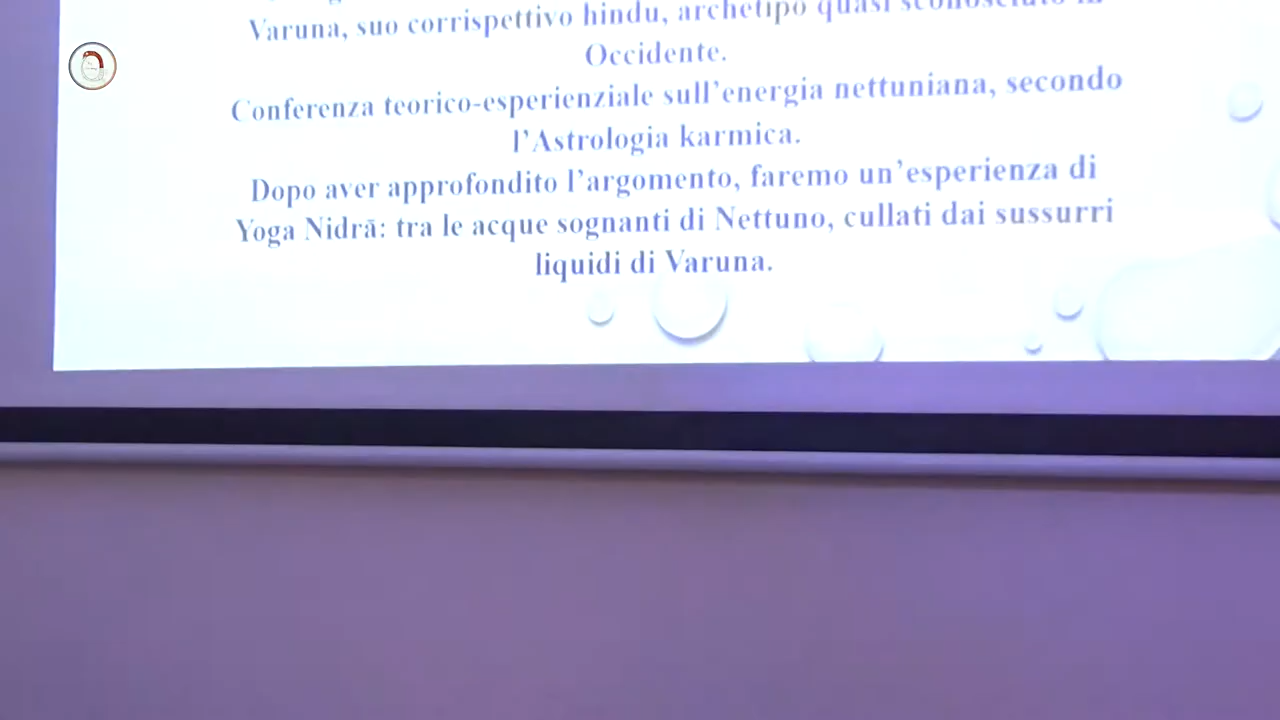 Varuna, suo corrispettivo hindu, archetipo quasi sconosciuto in
Occidente.
Conferenza teorico-esperienziale sull’energia nettuniana, secondo
l’Astrologia karmica.
Dopo aver approfondito l’argomento, faremo un’esperienza di
Yoga Nidrā: tra le acque sognanti di Nettuno, cullati dai sussurri
liquidi di Varuna.